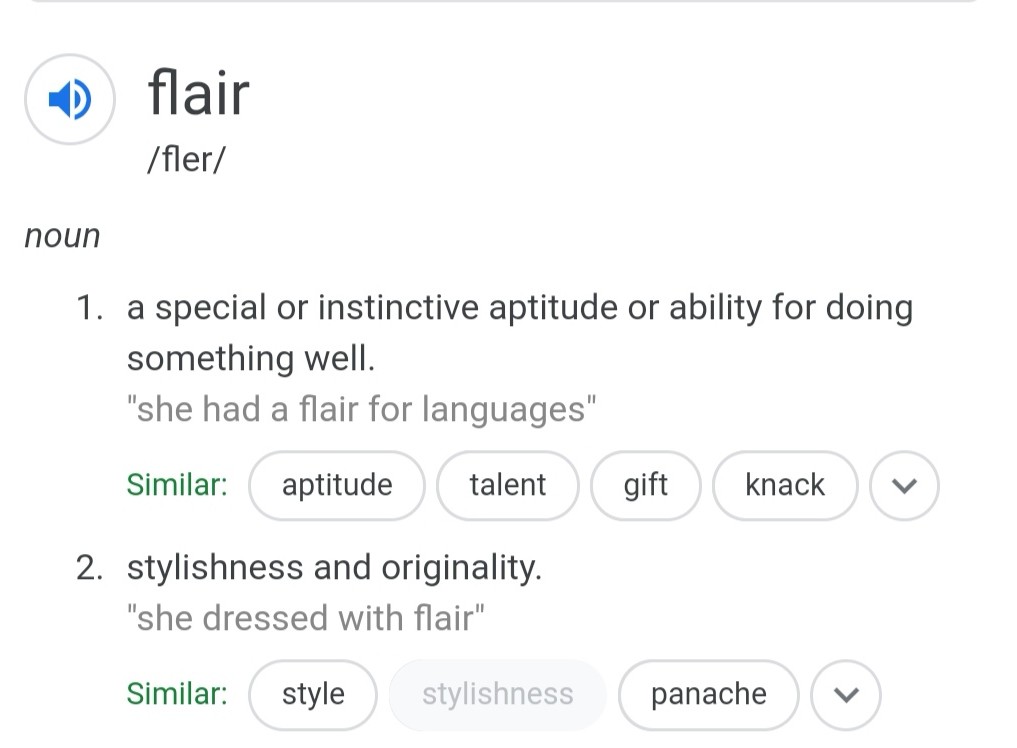 flair
/fler/
noun
1. a special or instinctive aptitude or ability for doing
something well.
"she had a flair for languages"
Similar: aptitude talent gift knack
2. stylishness and originality.
"she dressed with flair"
Similar: style stylishness panache